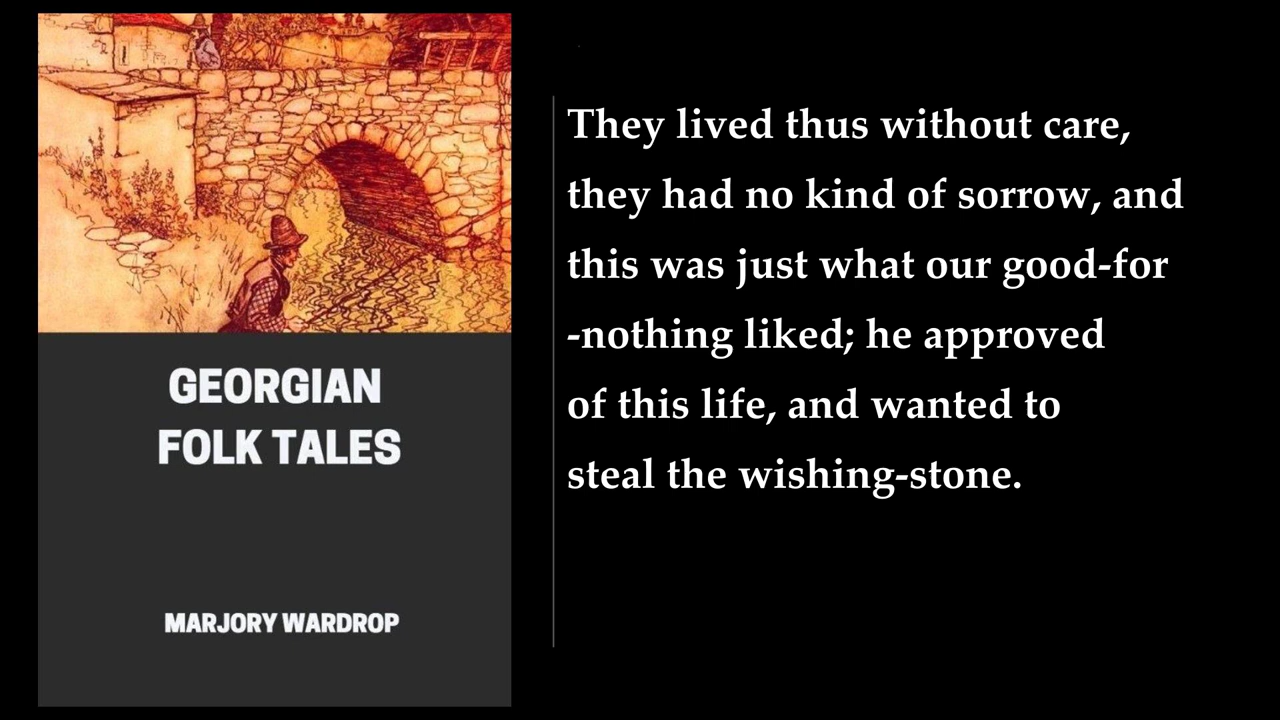 GEORGIAN
FOLK TALES
MARJORY WARDROP
They lived thus without care,
they had no kind of sorrow, and
this was just what our good-for
-nothing liked; he approved
of this life, and wanted to
steal the wishing-stone.